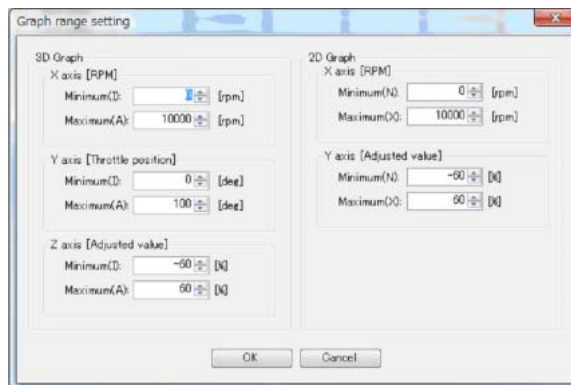 Graph range setting
3D Graph
X axis [RPM]
Minimum(I): 0 [rpm]
Maximum(A): 10000 [rpm]
Y axis [Throttle position]
Minimum(I): 0 [deg]
Maximum(A): 100 [deg]
Z axis [Adjusted value]
Minimum(I): -60 [%]
Maximum(A): 60 [%]
2D Graph
X axis [RPM]
Minimum(N): 0 [rpm]
Maximum(X): 10000 [rpm]
Y axis [Adjusted value]
Minimum(N): -60 [%]
Maximum(X): 60 [%]
OK Cancel